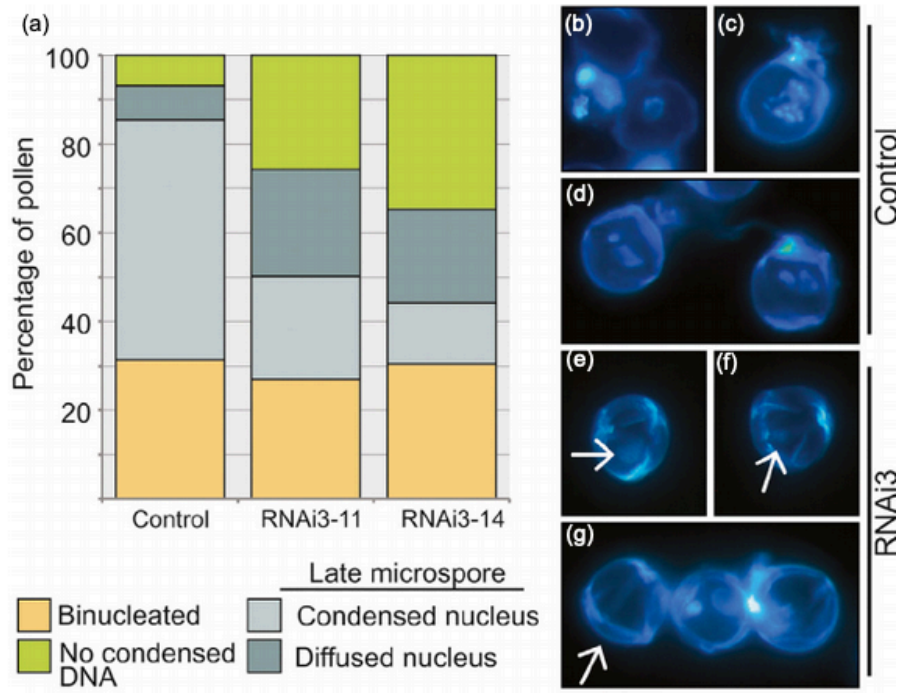 (a)
Percentage of pollen
100
80
60
40
20
Control
RNAi3-11
RNAi3-14
Late microspore
Binucleated
Condensed nucleus
No condensed
DNA
Diffused nucleus
(b)
(c)
(d)
Control
(e)
(f)
(g)
RNAi3